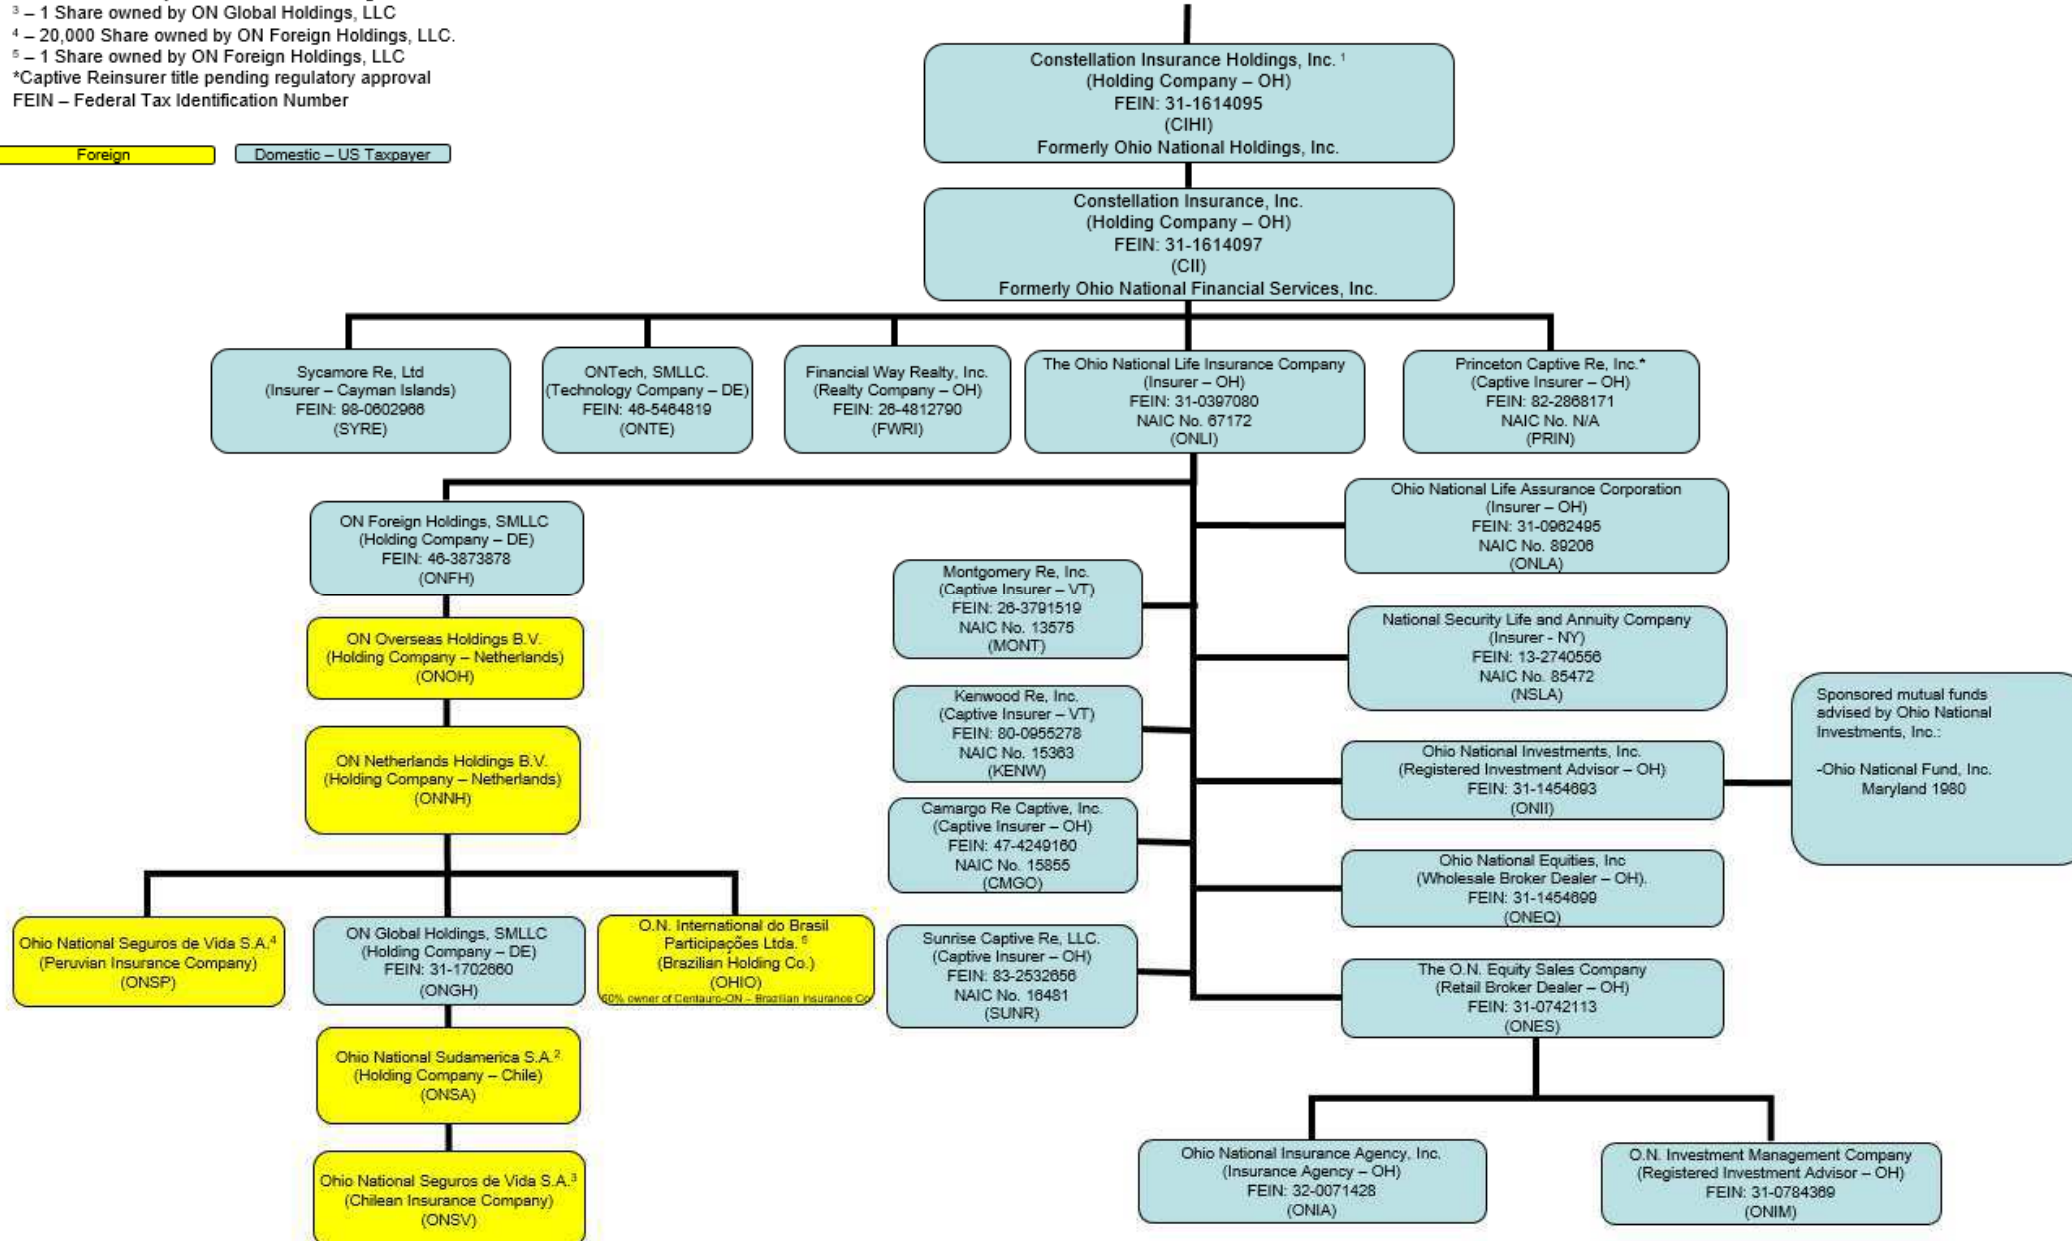 ³ – 1 Share owned by ON Global Holdings, LLC
⁴ – 20,000 Share owned by ON Foreign Holdings, LLC.
⁵ – 1 Share owned by ON Foreign Holdings, LLC
*Captive Reinsurer title pending regulatory approval
FEIN – Federal Tax Identification Number
Foreign
Domestic – US Taxpayer
Constellation Insurance Holdings, Inc. ¹
(Holding Company – OH)
FEIN: 31-1614095
(CIHI)
Formerly Ohio National Holdings, Inc.
Constellation Insurance, Inc.
(Holding Company – OH)
FEIN: 31-1614097
(CII)
Formerly Ohio National Financial Services, Inc.
Sycamore Re, Ltd
(Insurer – Cayman Islands)
FEIN: 98-0602966
(SYRE)
ONTech, SMLLC.
(Technology Company – DE)
FEIN: 46-5464819
(ONTE)
Financial Way Realty, Inc.
(Realty Company – OH)
FEIN: 26-4812790
(FWRI)
The Ohio National Life Insurance Company
(Insurer – OH)
FEIN: 31-0397080
NAIC No. 67172
(ONLI)
Princeton Captive Re, Inc.*
(Captive Insurer – OH)
FEIN: 82-2868171
NAIC No. N/A
(PRIN)
ON Foreign Holdings, SMLLC
(Holding Company – DE)
FEIN: 46-3873878
(ONFH)
ON Overseas Holdings B.V.
(Holding Company – Netherlands)
(ONOH)
ON Netherlands Holdings B.V.
(Holding Company – Netherlands)
(ONNH)
Ohio National Seguros de Vida S.A.⁴
(Peruvian Insurance Company)
(ONSP)
ON Global Holdings, SMLLC
(Holding Company – DE)
FEIN: 31-1702660
(ONGH)
O.N. International do Brasil
Participações Ltda. ⁵
(Brazilian Holding Co.)
(OHIO)
50% owner of Centauro-ON – Brazilian Insurance Co
Ohio National Sudamerica S.A.²
(Holding Company – Chile)
(ONSA)
Ohio National Seguros de Vida S.A.³
(Chilean Insurance Company)
(ONSV)
Montgomery Re, Inc.
(Captive Insurer – VT)
FEIN: 26-3791519
NAIC No. 13575
(MONT)
Kenwood Re, Inc.
(Captive Insurer – VT)
FEIN: 80-0955278
NAIC No. 15363
(KENW)
Camargo Re Captive, Inc.
(Captive Insurer – OH)
FEIN: 47-4249160
NAIC No. 15855
(CMGO)
Sunrise Captive Re, LLC.
(Captive Insurer – OH)
FEIN: 83-2532656
NAIC No. 16481
(SUNR)
Ohio National Life Assurance Corporation
(Insurer – OH)
FEIN: 31-0962495
NAIC No. 89206
(ONLA)
National Security Life and Annuity Company
(Insurer - NY)
FEIN: 13-2740556
NAIC No. 85472
(NSLA)
Ohio National Investments, Inc.
(Registered Investment Advisor – OH)
FEIN: 31-1454693
(ONII)
Sponsored mutual funds
advised by Ohio National
Investments, Inc.:
-Ohio National Fund, Inc.
Maryland 1980
Ohio National Equities, Inc
(Wholesale Broker Dealer – OH).
FEIN: 31-1454699
(ONEQ)
The O.N. Equity Sales Company
(Retail Broker Dealer – OH)
FEIN: 31-0742113
(ONES)
Ohio National Insurance Agency, Inc.
(Insurance Agency – OH)
FEIN: 32-0071428
(ONIA)
O.N. Investment Management Company
(Registered Investment Advisor – OH)
FEIN: 31-0784369
(ONIM)